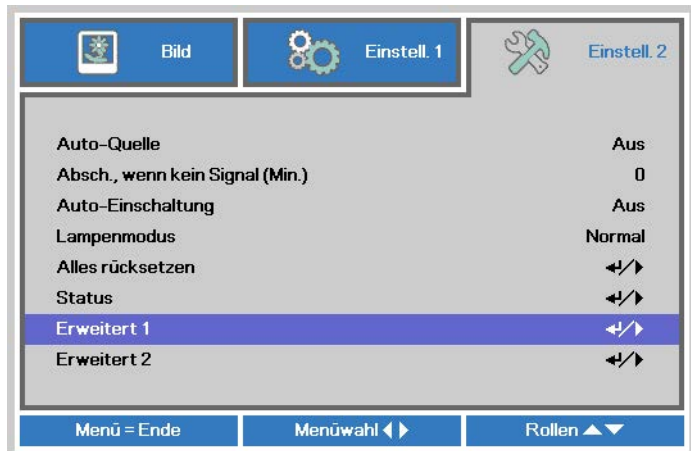 Bild
Einstell. 1
Einstell. 2
Auto-Quelle Aus
Absch., wenn kein Signal (Min.) 0
Auto-Einschaltung Aus
Lampenmodus Normal
Alles rücksetzen ↲/▶
Status ↲/▶
Erweitert 1 ↲/▶
Erweitert 2 ↲/▶
Menü = Ende
Menüwahl ◀ ▶
Rollen ▲▼